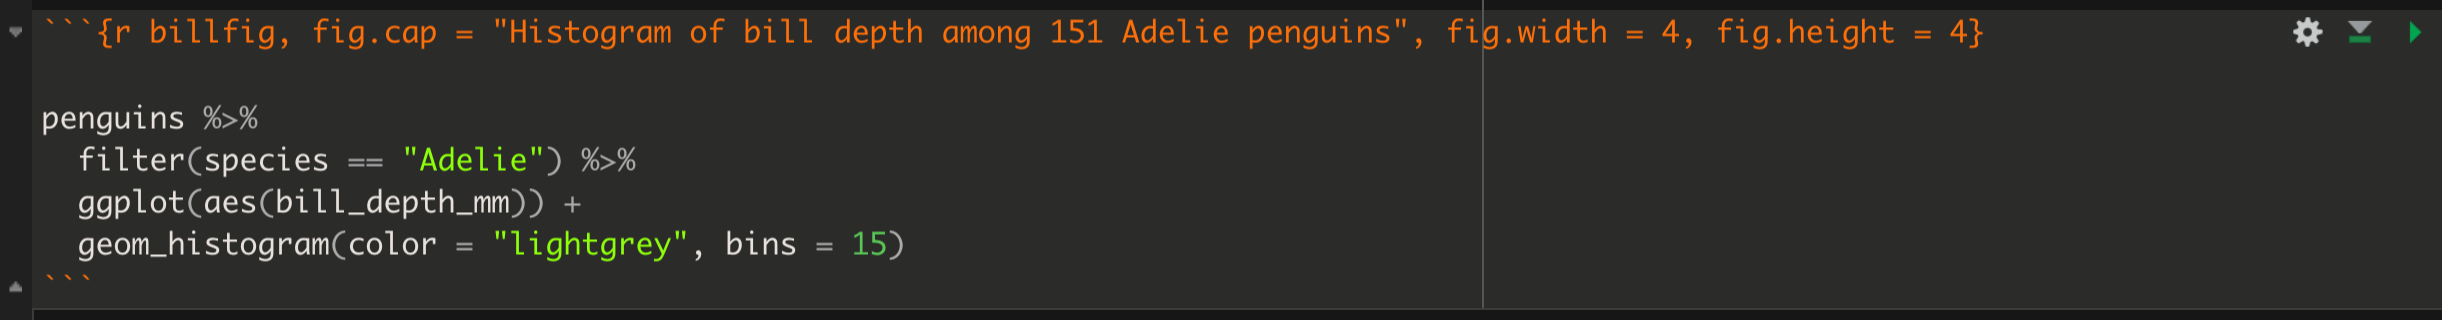 ```{r billfig, fig.cap = "Histogram of bill depth among 151 Adelie penguins", fig.width = 4, fig.height = 4}

penguins %>%
  filter(species == "Adelie") %>%
  ggplot(aes(bill_depth_mm)) +
  geom_histogram(color = "lightgrey", bins = 15)
```